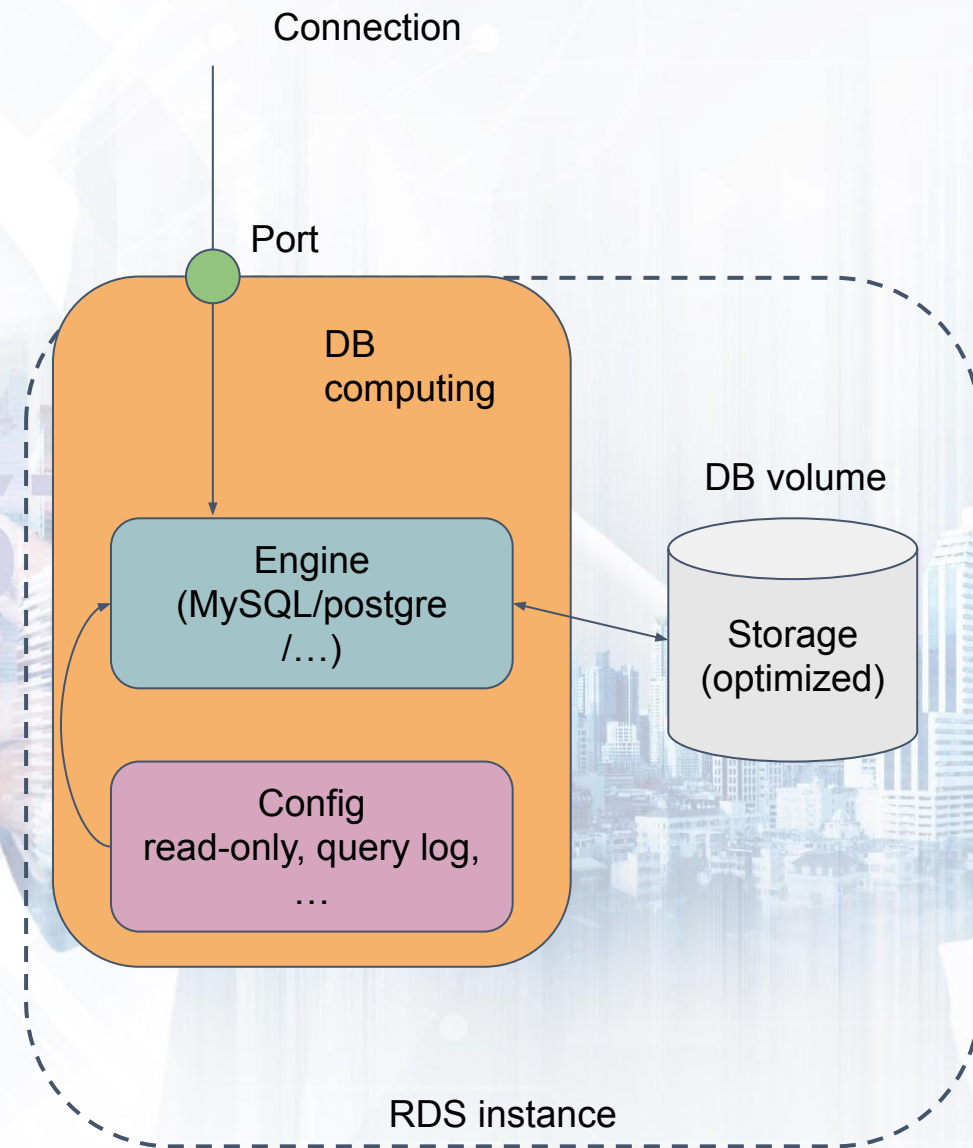 Connection
Port
DB
computing
DB volume
Engine
(MySQL/postgre
/…)
Storage
(optimized)
Config
read-only, query log,
…
RDS instance